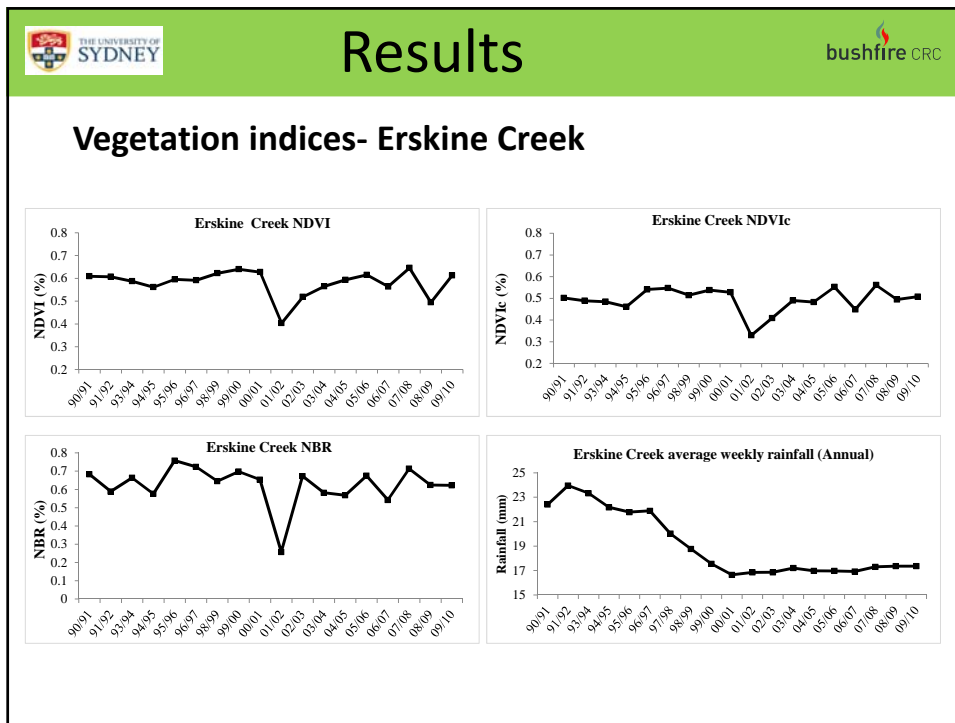 THE UNIVERSITY OF
SYDNEY
Results
bushfire CRC
Vegetation indices- Erskine Creek
Erskine Creek NDVI
NDVI (%)
0.8
0.7
0.6
0.5
0.4
0.3
0.2
90/91 91/92 93/94 94/95 95/96 96/97 98/99 99/00 00/01 01/02 02/03 03/04 04/05 05/06 06/07 07/08 08/09 09/10
Erskine Creek NDVIc
NDVIc (%)
0.8
0.7
0.6
0.5
0.4
0.3
0.2
90/91 91/92 93/94 94/95 95/96 96/97 98/99 99/00 00/01 01/02 02/03 03/04 04/05 05/06 06/07 07/08 08/09 09/10
Erskine Creek NBR
NBR (%)
0.8
0.7
0.6
0.5
0.4
0.3
0.2
0.1
0
90/91 91/92 93/94 94/95 95/96 96/97 98/99 99/00 00/01 01/02 02/03 03/04 04/05 05/06 06/07 07/08 08/09 09/10
Erskine Creek average weekly rainfall (Annual)
Rainfall (mm)
25
23
21
19
17
15
90/91 91/92 93/94 94/95 95/96 96/97 97/98 98/99 99/00 00/01 01/02 02/03 03/04 04/05 05/06 06/07 07/08 08/09 09/10